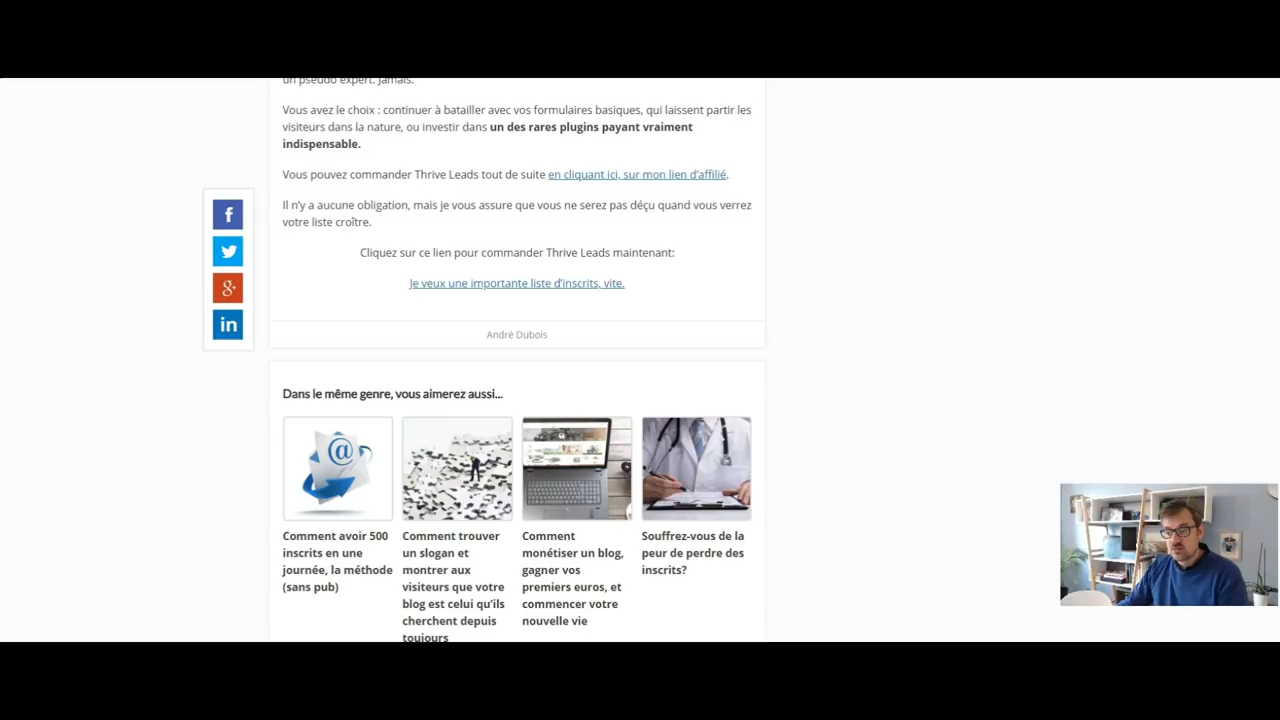 un pseudo expert. Jamais.
Vous avez le choix : continuer à batailler avec vos formulaires basiques, qui laissent partir les
visiteurs dans la nature, ou investir dans un des rares plugins payant vraiment
indispensable.
Vous pouvez commander Thrive Leads tout de suite en cliquant ici, sur mon lien d'affilié.
Il n'y a aucune obligation, mais je vous assure que vous ne serez pas déçu quand vous verrez
votre liste croître.
Cliquez sur ce lien pour commander Thrive Leads maintenant:
Je veux une importante liste d'inscrits, vite.
f
g+
in
André Dubois
Dans le même genre, vous aimerez aussi...
@
Comment avoir 500
inscrits en une
journée, la méthode
(sans pub)
Comment trouver
un slogan et
montrer aux
visiteurs que votre
blog est celui qu'ils
cherchent depuis
toujours
Comment
monétiser un blog,
gagner vos
premiers euros, et
commencer votre
nouvelle vie
Souffrez-vous de la
peur de perdre des
inscrits?